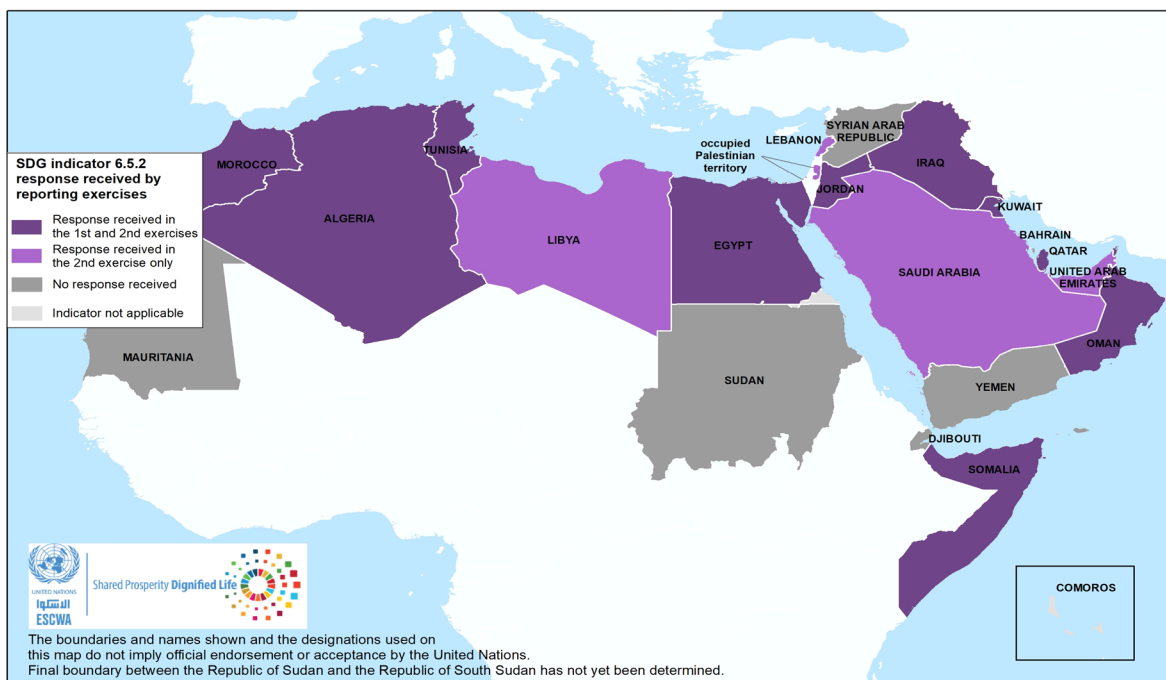 SDG indicator 6.5.2
response received by
reporting exercises
Response received in
the 1st and 2nd exercises
Response received in
the 2nd exercise only
No response received
Indicator not applicable
MOROCCO
ALGERIA
TUNISIA
LIBYA
EGYPT
MAURITANIA
SUDAN
LEBANON
SYRIAN ARAB
REPUBLIC
occupied
Palestinian
territory
JORDAN
IRAQ
KUWAIT
BAHRAIN
QATAR
UNITED ARAB
EMIRATES
SAUDI ARABIA
OMAN
YEMEN
DJIBOUTI
SOMALIA
COMOROS
UNITED NATIONS
الاسكوا
ESCWA
Shared Prosperity Dignified Life
The boundaries and names shown and the designations used on
this map do not imply official endorsement or acceptance by the United Nations.
Final boundary between the Republic of Sudan and the Republic of South Sudan has not yet been determined.